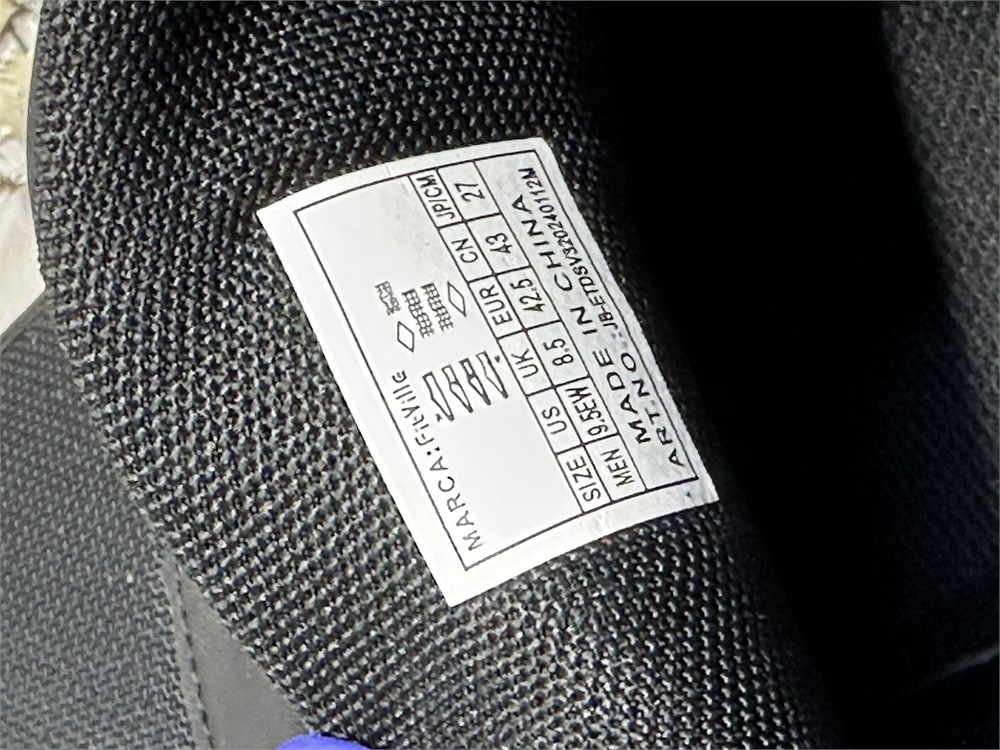 MARCA:FitVille
SIZE US UK EUR CN JP/CM
MEN 9.5EW 8.5 42.5 43 27
MADE IN CHINA
ART.NO.:JB.ETDSV320240112M